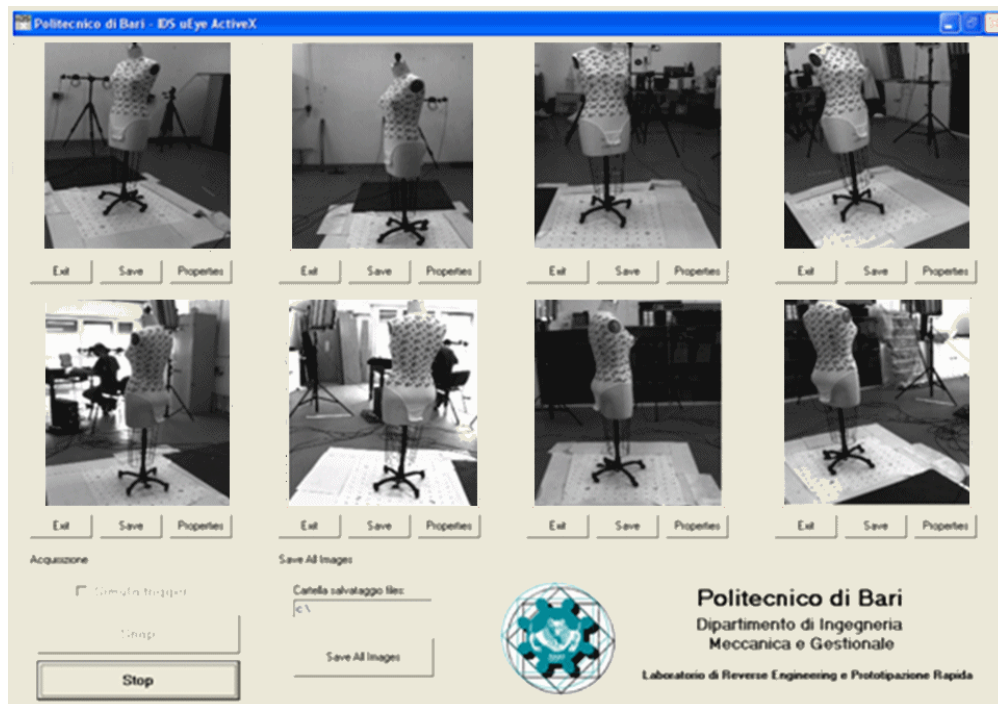 Politecnico di Bari - IDS uEye ActiveX
Exit Save Properties Exit Save Properties Exit Save Properties Exit Save Properties
Exit Save Properties Exit Save Properties Exit Save Properties Exit Save Properties
Acquisizione
Save All Images
trigger
Cartella salvataggio files:
c:\
Snap
Save All Images
Stop
Politecnico di Bari
Dipartimento di Ingegneria
Meccanica e Gestionale
Laboratorio di Reverse Engineering e Prototipazione Rapida